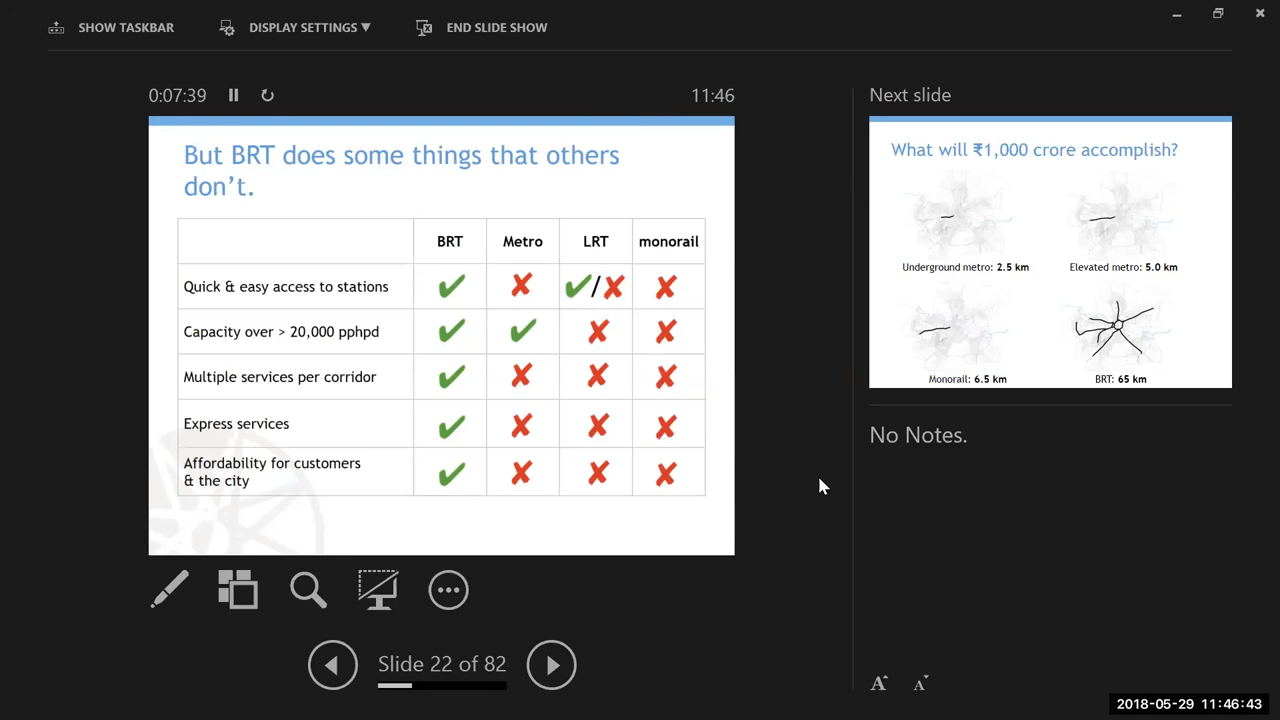 SHOW TASKBAR
DISPLAY SETTINGS ▼
END SLIDE SHOW
0:07:39
11:46
But BRT does some things that others
don't.
BRT Metro LRT monorail
Quick & easy access to stations ✔ ✘ ✔/✘ ✘
Capacity over > 20,000 pphpd ✔ ✔ ✘ ✘
Multiple services per corridor ✔ ✘ ✘ ✘
Express services ✔ ✘ ✘ ✘
Affordability for customers
& the city ✔ ✘ ✘ ✘
Slide 22 of 82
Next slide
What will ₹1,000 crore accomplish?
Underground metro: 2.5 km
Elevated metro: 5.0 km
Monorail: 6.5 km
BRT: 65 km
No Notes.
A A
2018-05-29 11:46:43